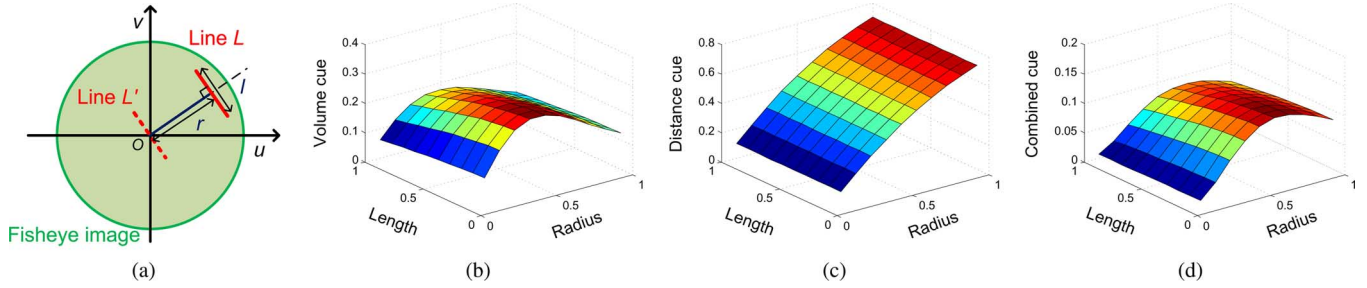 v
Line L
Line L'
l
r
O
u
Fisheye image
(a)
0.4
0.3
0.2
0.1
0
Volume cue
1
0.5
0
Length
0
0.5
1
Radius
(b)
0.8
0.6
0.4
0.2
0
Distance cue
1
0.5
0
Length
0
0.5
1
Radius
(c)
0.2
0.15
0.1
0.05
0
Combined cue
1
0.5
0
Length
0
0.5
1
Radius
(d)